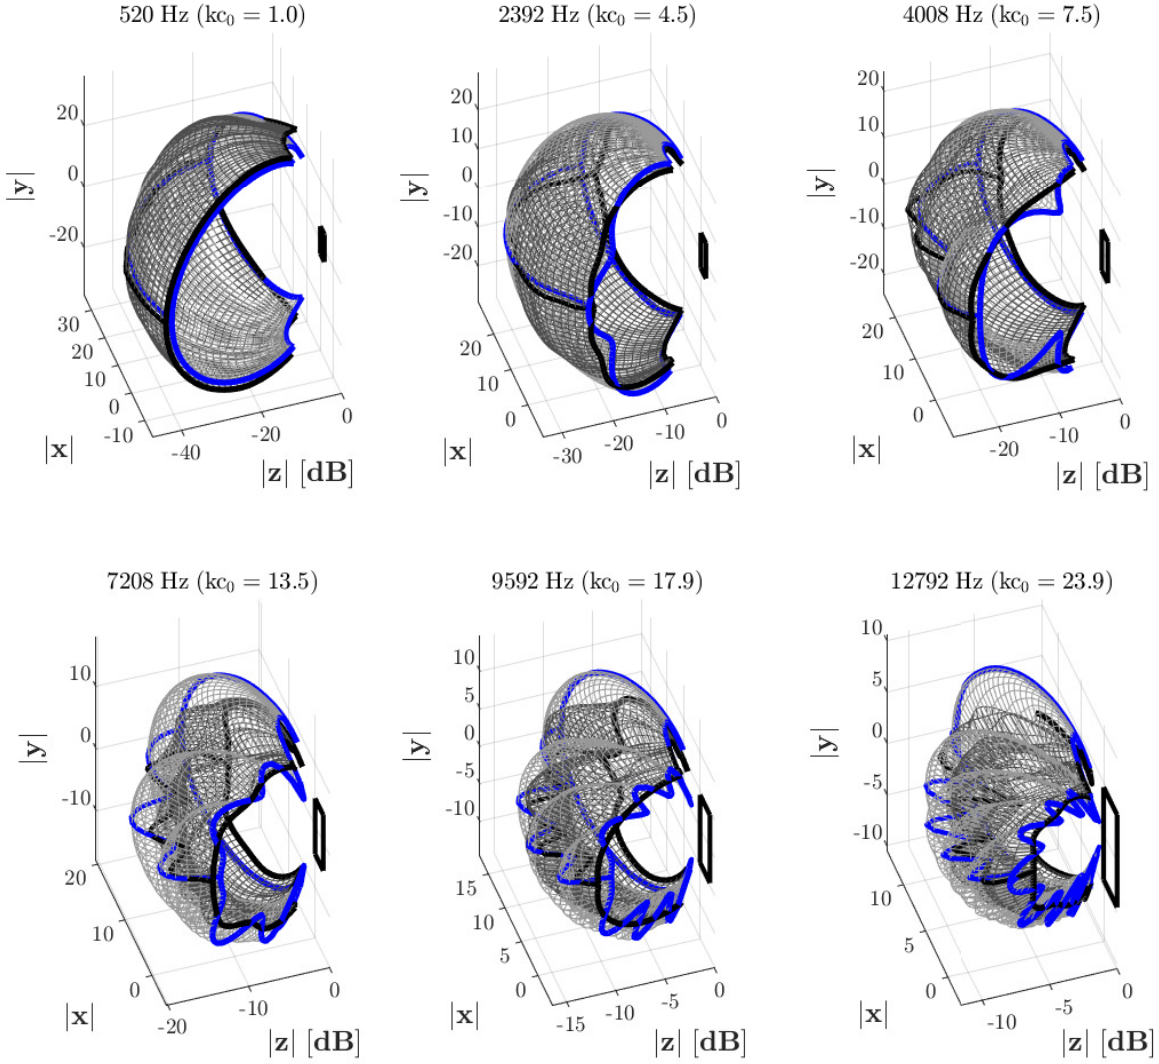 520 Hz (kc₀ = 1.0)
2392 Hz (kc₀ = 4.5)
4008 Hz (kc₀ = 7.5)
20
0
-20
|y|
30
20
10
0
-10
|x|
-40
-20
0
|z| [dB]
20
10
0
-10
-20
|y|
20
10
0
|x|
-30
-20
-10
0
|z| [dB]
20
10
0
-10
-20
|y|
20
10
0
|x|
-20
0
|z| [dB]
7208 Hz (kc₀ = 13.5)
9592 Hz (kc₀ = 17.9)
12792 Hz (kc₀ = 23.9)
10
0
-10
|y|
20
10
0
|x|
-20
-10
0
|z| [dB]
10
5
0
-5
-10
|y|
15
10
5
0
|x|
-15
-10
-5
0
|z| [dB]
10
5
0
-5
-10
|y|
10
5
0
|x|
-10
-5
0
|z| [dB]